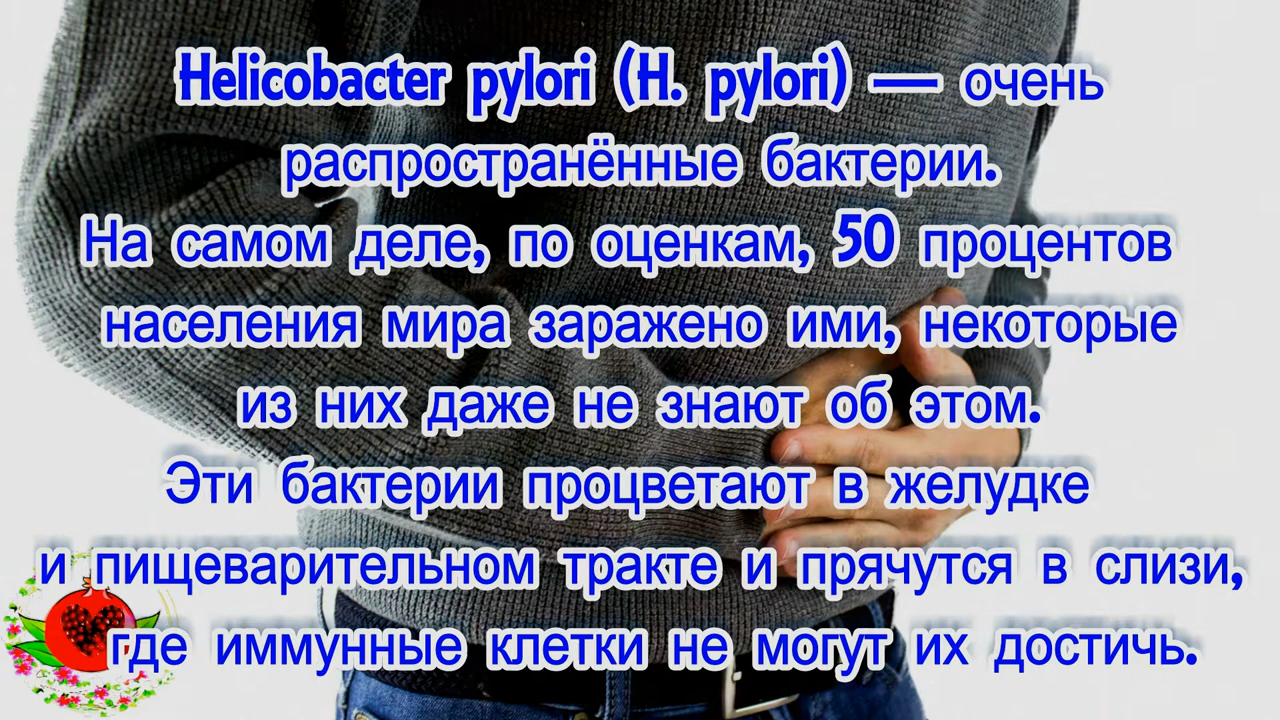 Helicobacter pylori (H. pylori) — очень
распространённые бактерии.
На самом деле, по оценкам, 50 процентов
населения мира заражено ими, некоторые
из них даже не знают об этом.
Эти бактерии процветают в желудке
и пищеварительном тракте и прячутся в слизи,
где иммунные клетки не могут их достичь.